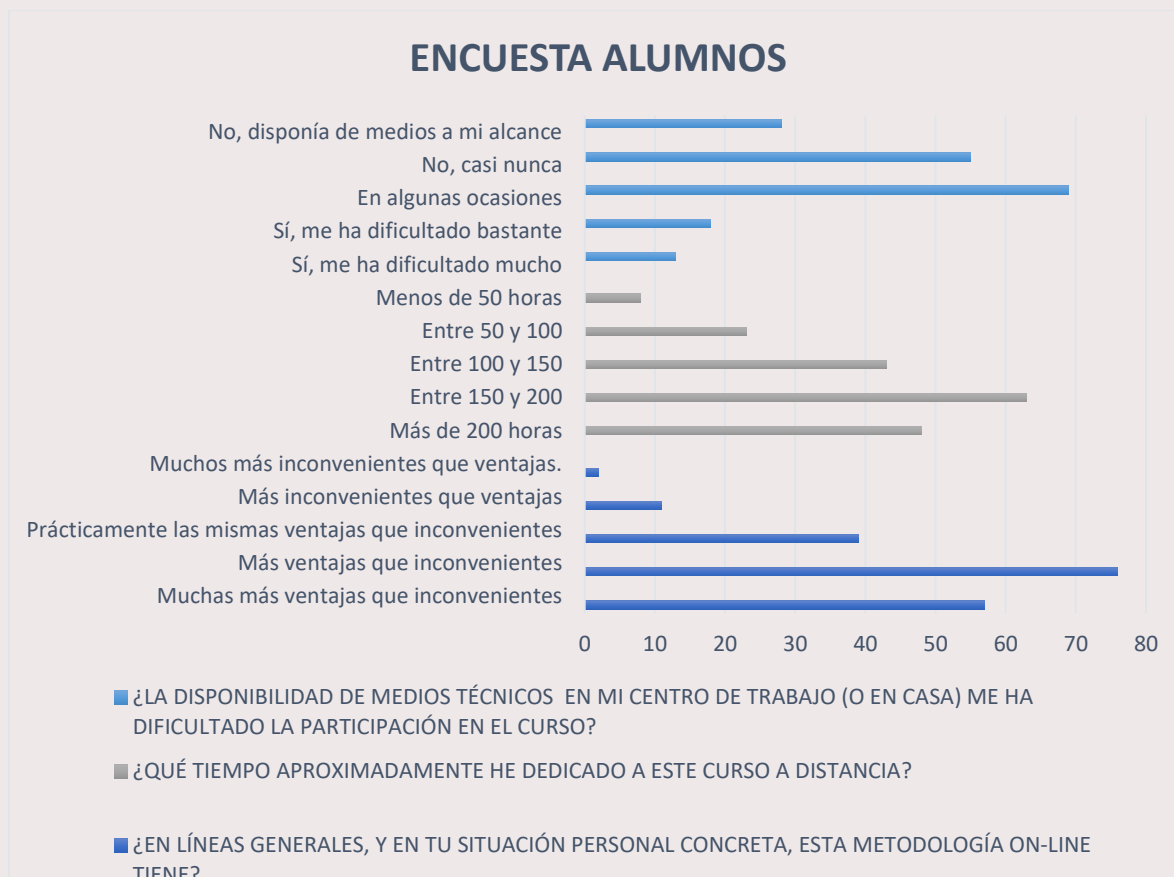 ENCUESTA ALUMNOS
No, disponía de medios a mi alcance
No, casi nunca
En algunas ocasiones
Sí, me ha dificultado bastante
Sí, me ha dificultado mucho
Menos de 50 horas
Entre 50 y 100
Entre 100 y 150
Entre 150 y 200
Más de 200 horas
Muchos más inconvenientes que ventajas.
Más inconvenientes que ventajas
Prácticamente las mismas ventajas que inconvenientes
Más ventajas que inconvenientes
Muchas más ventajas que inconvenientes
0 10 20 30 40 50 60 70 80
¿LA DISPONIBILIDAD DE MEDIOS TÉCNICOS EN MI CENTRO DE TRABAJO (O EN CASA) ME HA
DIFICULTADO LA PARTICIPACIÓN EN EL CURSO?
¿QUÉ TIEMPO APROXIMADAMENTE HE DEDICADO A ESTE CURSO A DISTANCIA?
¿EN LÍNEAS GENERALES, Y EN TU SITUACIÓN PERSONAL CONCRETA, ESTA METODOLOGÍA ON-LINE
TIENE?